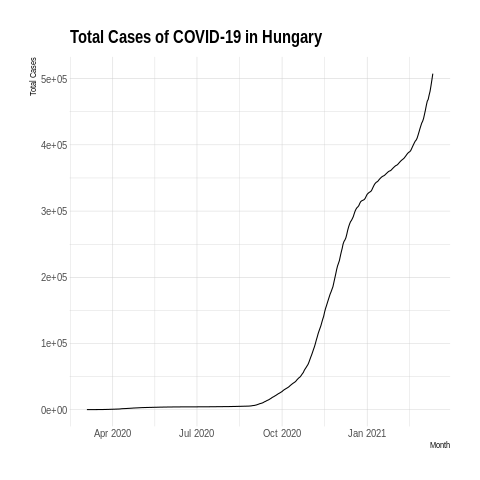 Total Cases of COVID-19 in Hungary
Total Cases
5e+05
4e+05
3e+05
2e+05
1e+05
0e+00
Apr 2020
Jul 2020
Oct 2020
Jan 2021
Month